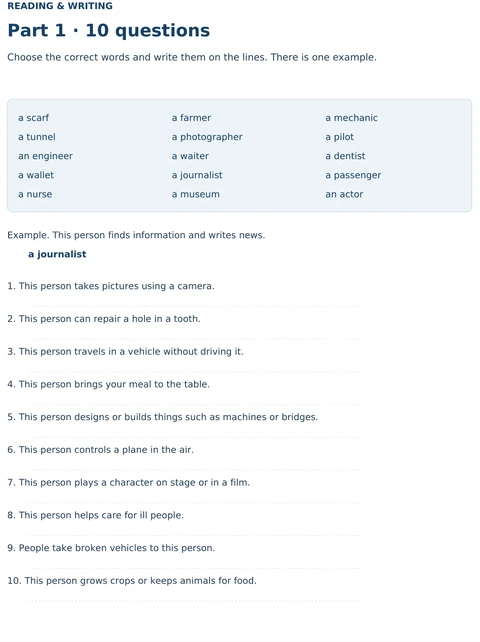 READING & WRITING
Part 1 · 10 questions
Choose the correct words and write them on the lines. There is one example.
a scarf a farmer a mechanic
a tunnel a photographer a pilot
an engineer a waiter a dentist
a wallet a journalist a passenger
a nurse a museum an actor
Example. This person finds information and writes news.
a journalist
1. This person takes pictures using a camera.
2. This person can repair a hole in a tooth.
3. This person travels in a vehicle without driving it.
4. This person brings your meal to the table.
5. This person designs or builds things such as machines or bridges.
6. This person controls a plane in the air.
7. This person plays a character on stage or in a film.
8. This person helps care for ill people.
9. People take broken vehicles to this person.
10. This person grows crops or keeps animals for food.